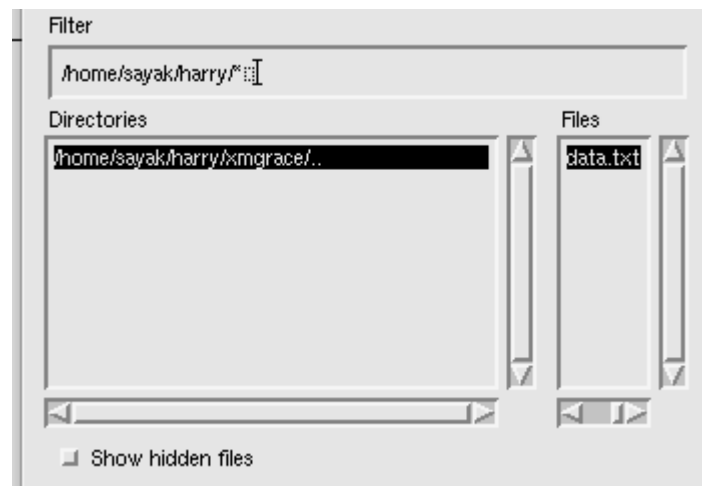 Filter
/home/sayak/harry/*
Directories
Files
/home/sayak/harry/xmgrace/..
data.txt
Show hidden files